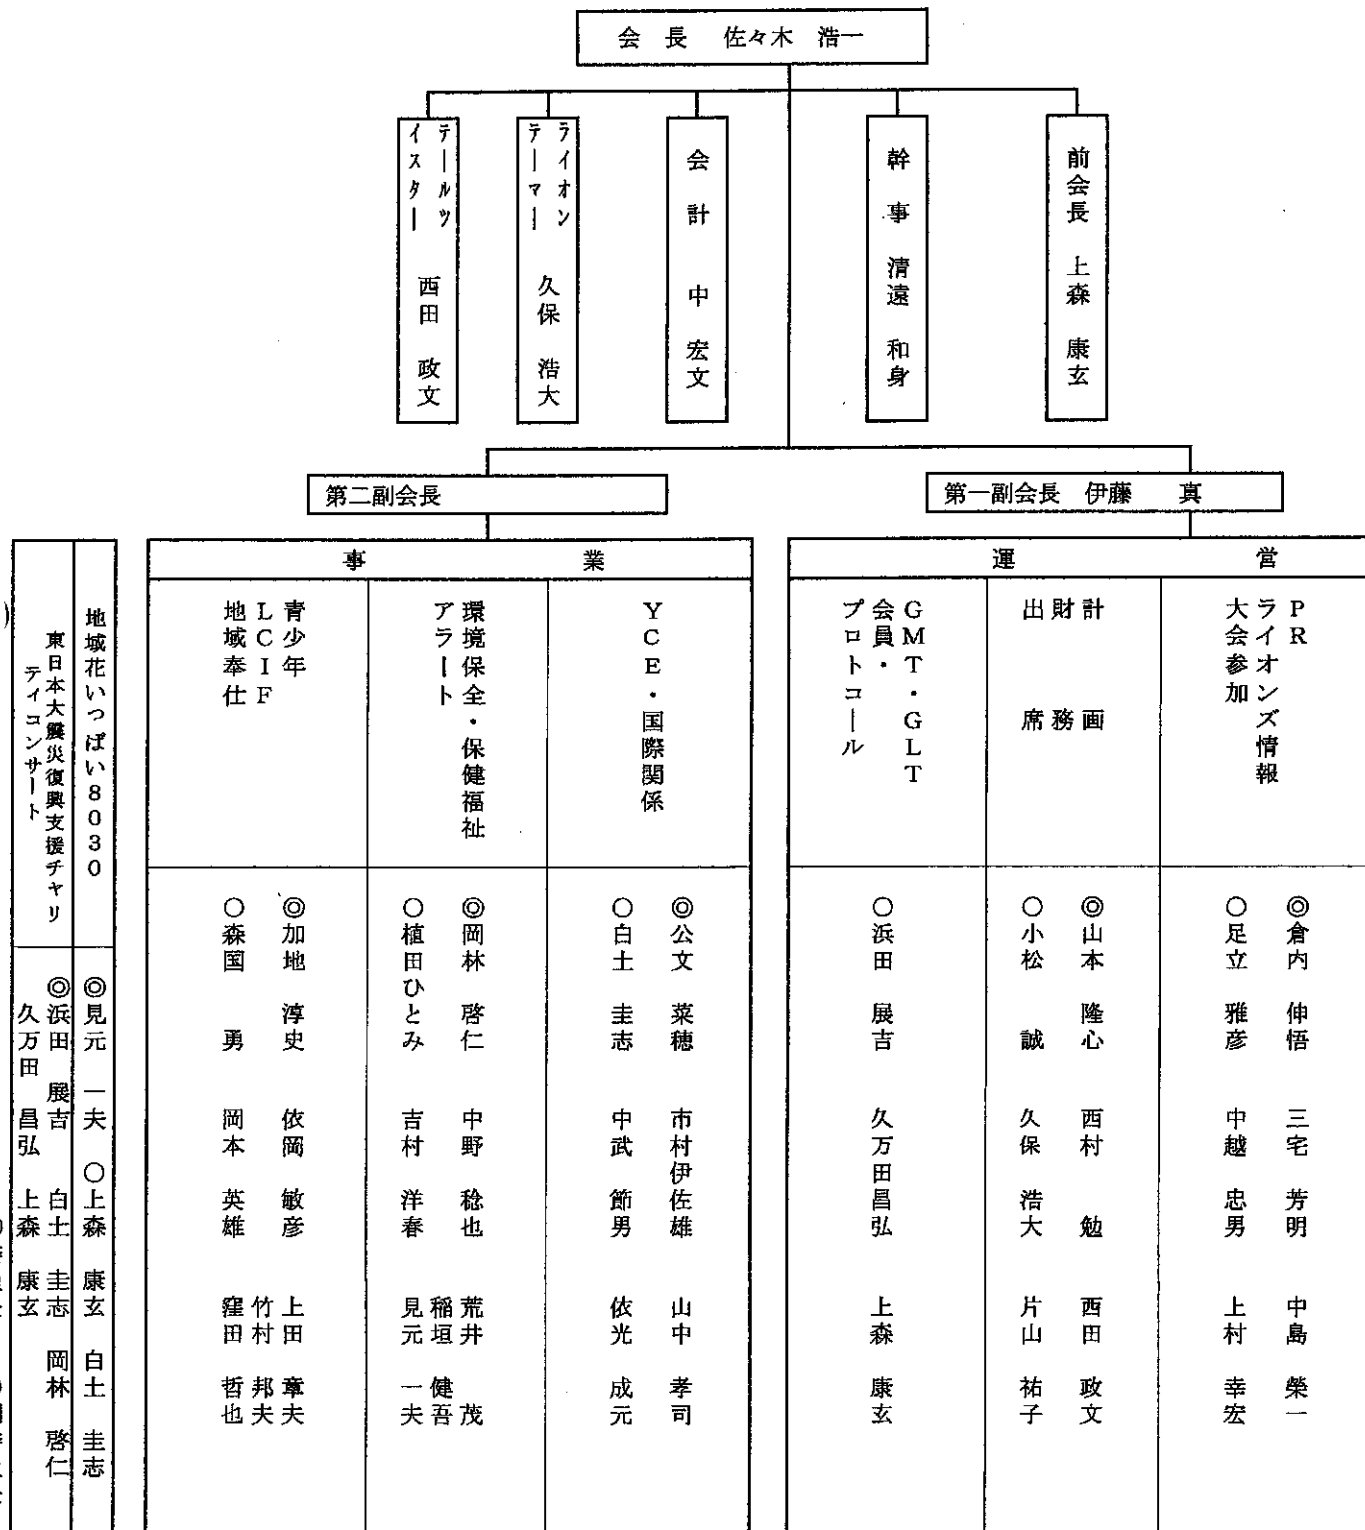 会　長　佐々木　浩一
前会長　上森　康玄
幹　事　清遠　和身
会　計　中　宏文
ライオン
テーマー　久保　浩大
テールツ
イスター　西田　政文
第一副会長　伊藤　真
第二副会長
運　営
PR
ライオンズ情報
大会参加
◎倉内　伸悟　三宅　芳明　中島　榮一
○足立　雅彦　中越　忠男　上村　幸宏
計　画
財　務
出　席
◎山本　隆心　西村　勉　西田　政文
○小松　誠　久保　浩大　片山　祐子
GMT・GLT
会員・
プロトコール
○浜田　展吉　久万田昌弘　上森　康玄
事　業
YCE・国際関係
◎公文　菜穂　市村伊佐雄　山中　孝司
○白土　圭志　中武　節男　依光　成元
環境保全・保健福祉
アラート
◎岡林　啓仁　中野　稔也　荒井　茂
稲垣　健吾
○植田ひとみ　吉村　洋春　見元　一夫
青少年
LCIF
地域奉仕
◎加地　淳史　依岡　敏彦　上田　章夫
竹村　邦夫
○森国　勇　岡本　英雄　窪田　哲也
地域花いっぱい8030
◎見元　一夫　○上森　康玄　白土　圭志
東日本大震災復興支援チャリ
ティコンサート
◎浜田　展吉　白土　圭志　岡林　啓仁
久万田　昌弘　上森　康玄